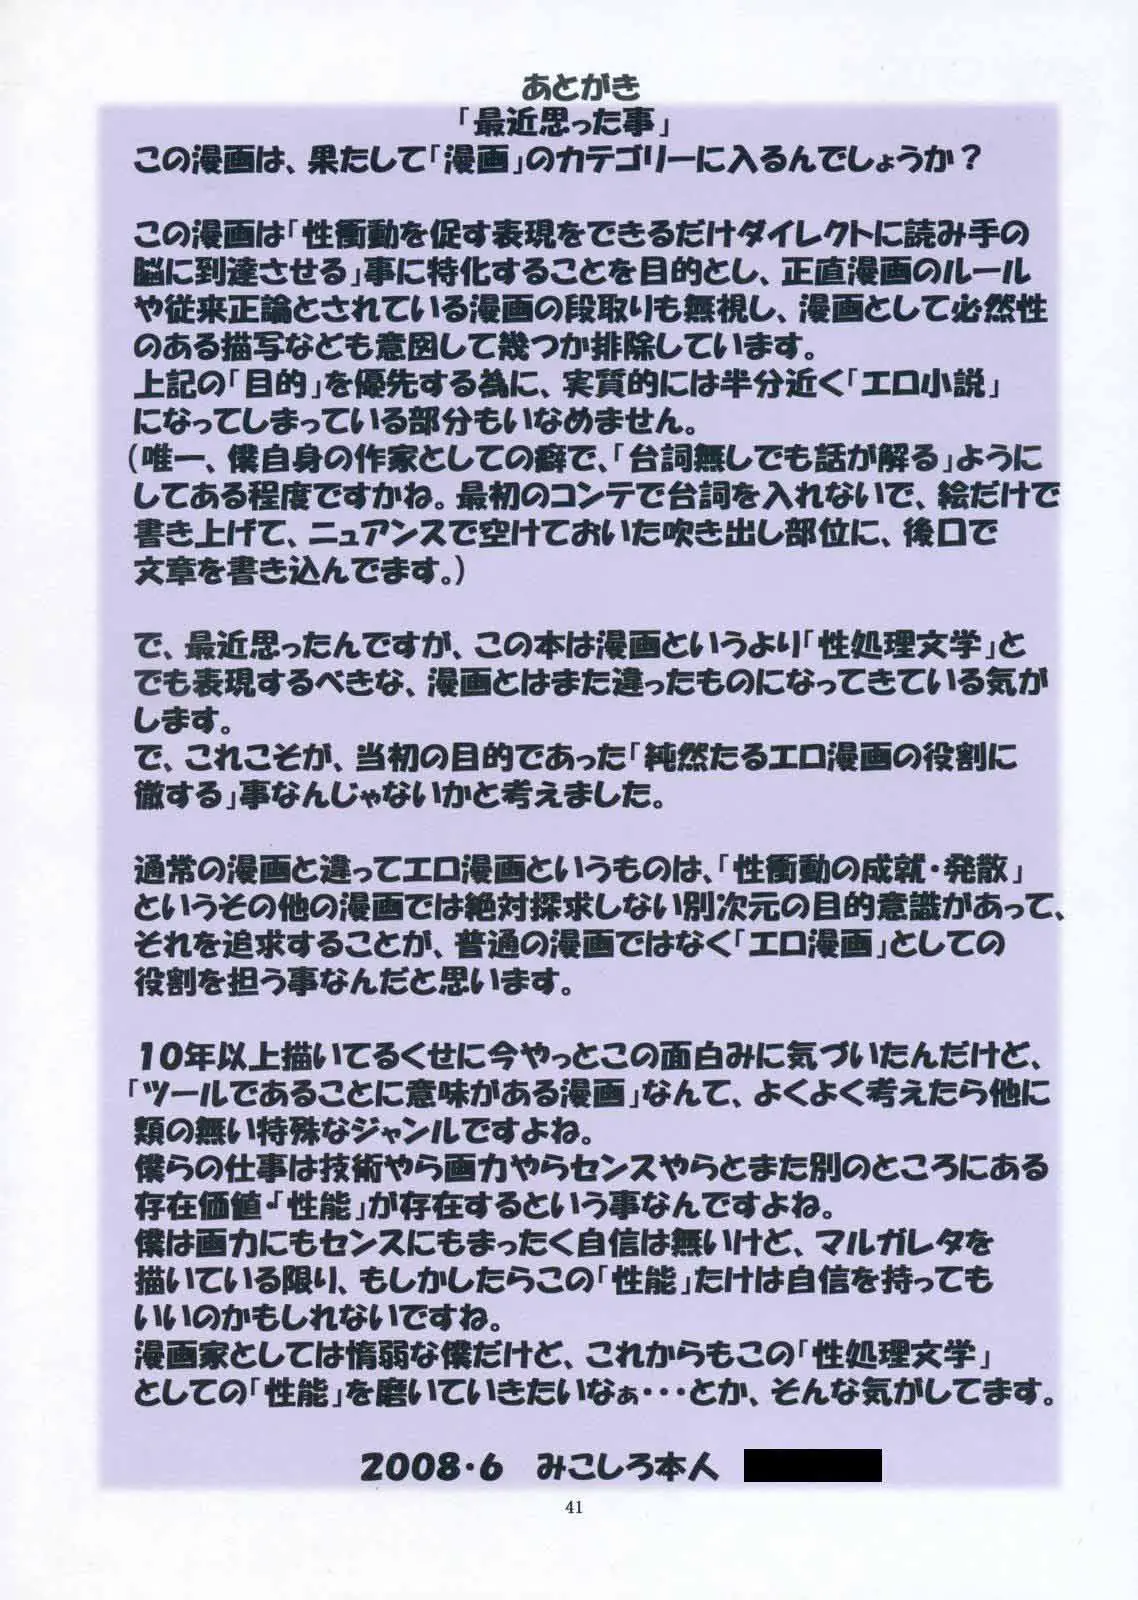 あとがき
「最近思った事」
この漫画は、果たして「漫画」のカテゴリーに入るんでしょうか？
この漫画は「性衝動を促す表現をできるだけダイレクトに読み手の
脳に到達させる」事に特化することを目的とし、正直漫画のルール
や従来正論とされている漫画の段取りも無視し、漫画として必然性
のある描写なども意図して幾つか排除しています。
上記の「目的」を優先する為に、実質的には半分近く「エロ小説」
になってしまっている部分もいなめません。
（唯一、僕自身の作家としての癖で、「台詞無しでも話が解る」ように
してある程度ですかね。最初のコンテで台詞を入れないで、絵だけで
書き上げて、ニュアンスで空けておいた吹き出し部位に、後口で
文章を書き込んでます。）
で、最近思ったんですが、この本は漫画というより「性処理文学」と
でも表現するべきな、漫画とはまた違ったものになってきている気が
します。
で、これこそが、当初の目的であった「純然たるエロ漫画の役割に
徹する」事なんじゃないかと考えました。
通常の漫画と違ってエロ漫画というものは、「性衝動の成就・発散」
というその他の漫画では絶対探求しない別次元の目的意識があって、
それを追求することが、普通の漫画ではなく「エロ漫画」としての
役割を担う事なんだと思います。
10年以上描いてるくせに今やっとこの面白みに気づいたんだけど、
「ツールであることに意味がある漫画」なんて、よくよく考えたら他に
類の無い特殊なジャンルですよね。
僕らの仕事は技術やら画力やらセンスやらとまた別のところにある
存在価値・「性能」が存在するという事なんですよね。
僕は画力にもセンスにもまったく自信は無いけど、マルガレタを
描いている限り、もしかしたらこの「性能」たけは自信を持っても
いいのかもしれないですね。
漫画家としては惰弱な僕だけど、これからもこの「性処理文学」
としての「性能」を磨いていきたいなぁ・・・とか、そんな気がしてます。
2008・6　みこしろ本人
41